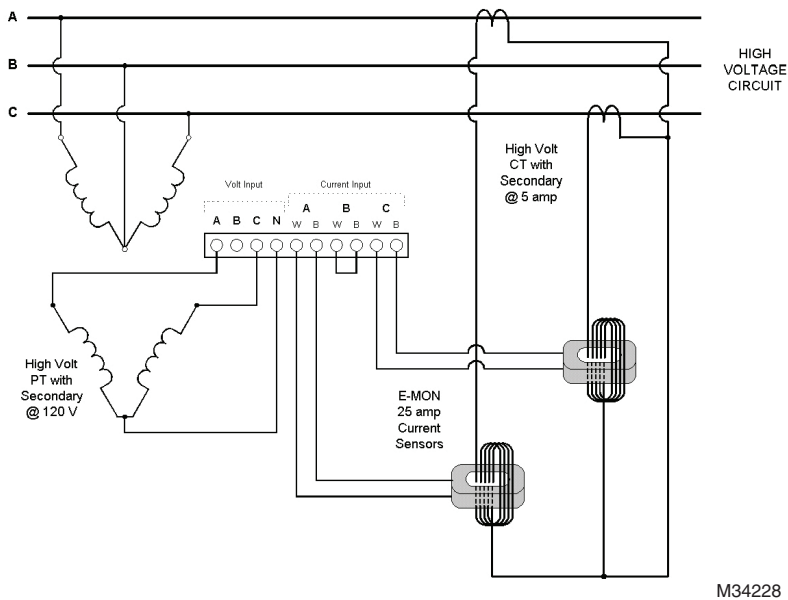 A
B
C
HIGH
VOLTAGE
CIRCUIT
High Volt
CT with
Secondary
@ 5 amp
Volt Input
Current Input
A B C
A B C N W B W B W B
High Volt
PT with
Secondary
@ 120 V
E-MON
25 amp
Current
Sensors
M34228